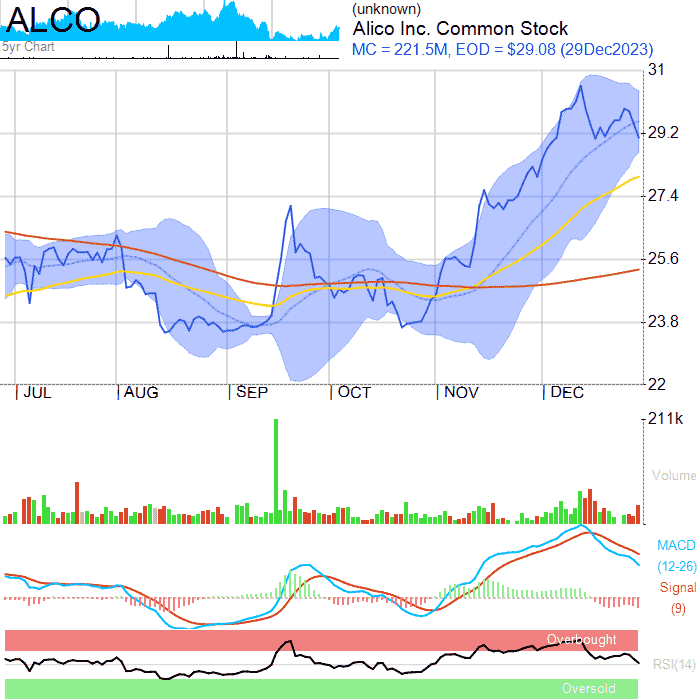 ALCO
5yr Chart
(unknown)
Alico Inc. Common Stock
MC = 221.5M, EOD = $29.08 (29Dec2023)
31
29.2
27.4
25.6
23.8
22
JUL AUG SEP OCT NOV DEC
211k
Volume
MACD
(12-26)
Signal
(9)
Overbought
RSI(14)
Oversold